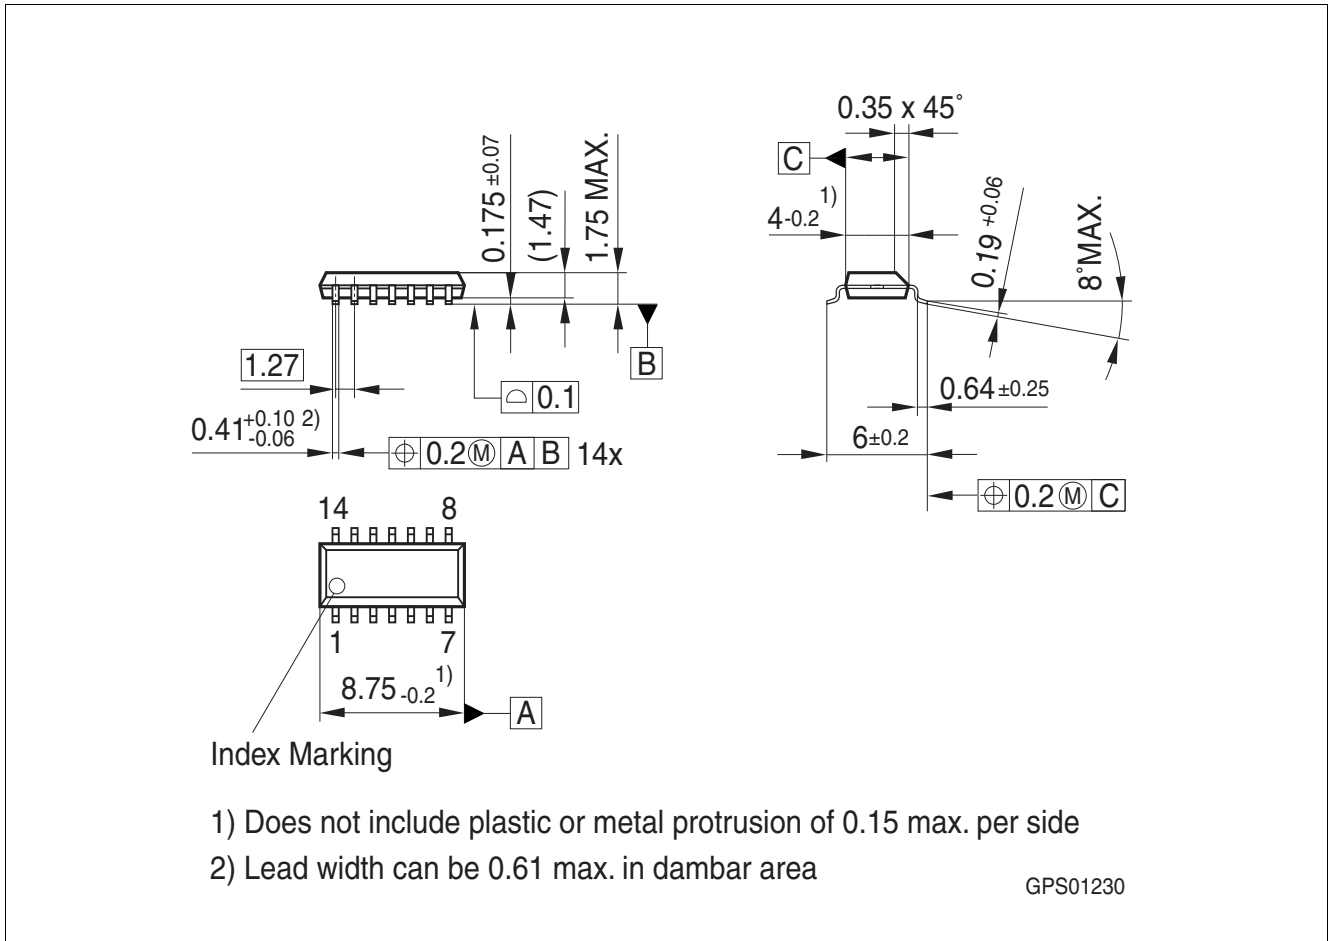 0.35 x 45°
C
1)
4-0.2
0.19 +0.06
8°MAX.
0.175 ±0.07
(1.47)
1.75 MAX.
B
1.27
0.1
0.64±0.25
0.41 +0.10 2)
-0.06
6±0.2
0.2 Ⓜ A B 14x
0.2 Ⓜ C
14 8
1 7
8.75 -0.2 1)
A
Index Marking
1) Does not include plastic or metal protrusion of 0.15 max. per side
2) Lead width can be 0.61 max. in dambar area
GPS01230